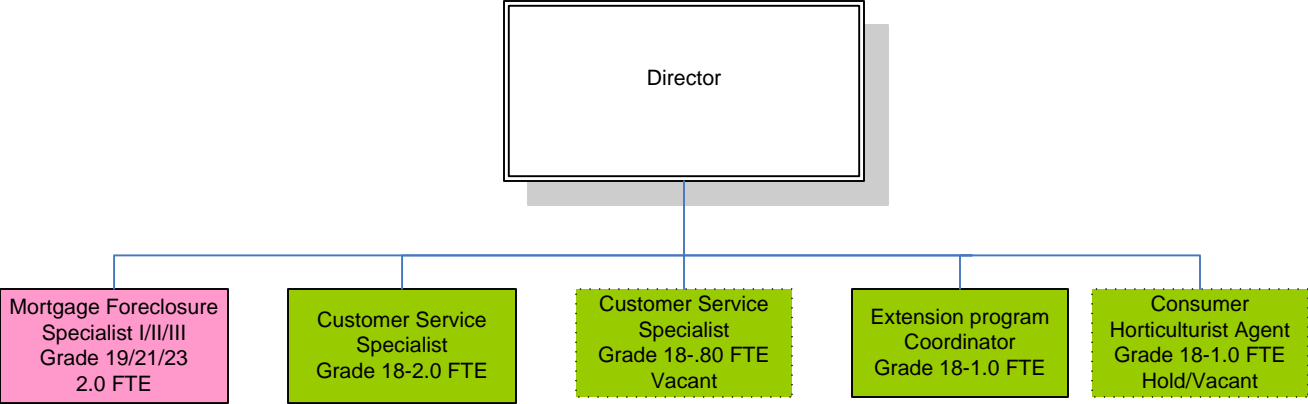 Director
Mortgage Foreclosure
Specialist I/II/III
Grade 19/21/23
2.0 FTE
Customer Service
Specialist
Grade 18-2.0 FTE
Customer Service
Specialist
Grade 18-.80 FTE
Vacant
Extension program
Coordinator
Grade 18-1.0 FTE
Consumer
Horticulturist Agent
Grade 18-1.0 FTE
Hold/Vacant